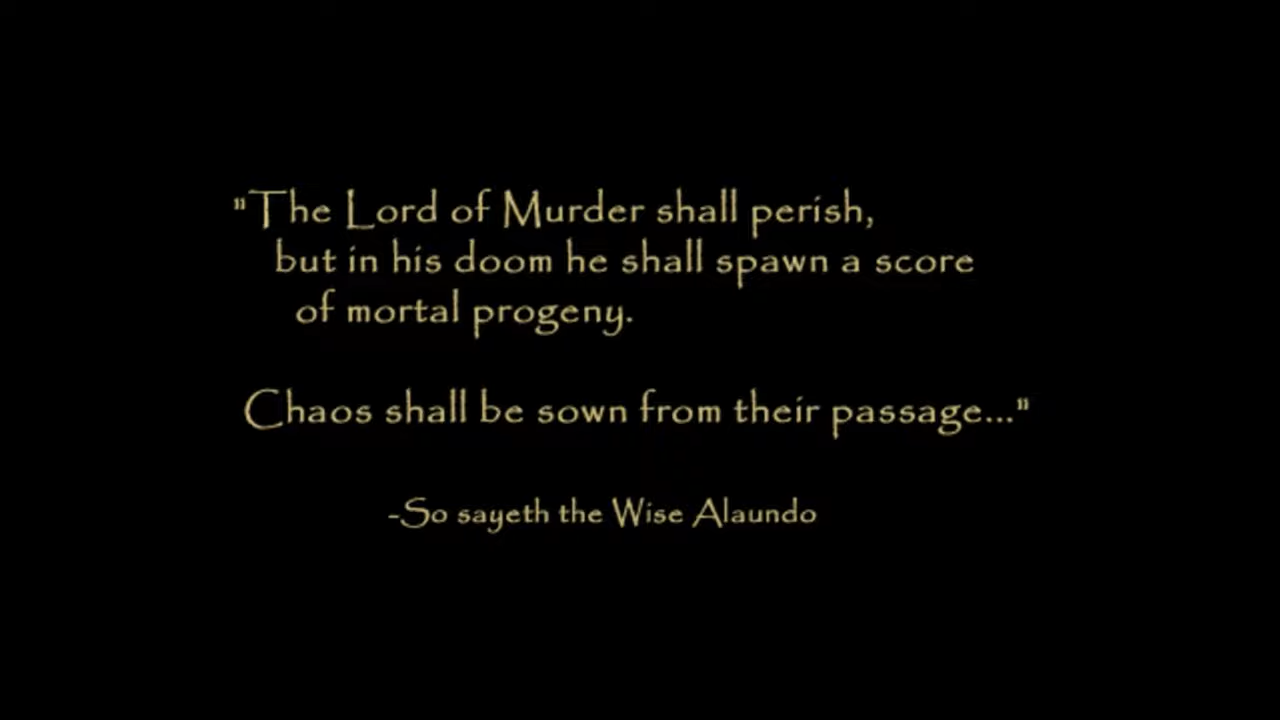 "The Lord of Murder shall perish,
but in his doom he shall spawn a score
of mortal progeny.
Chaos shall be sown from their passage..."
-So sayeth the Wise Alaundo